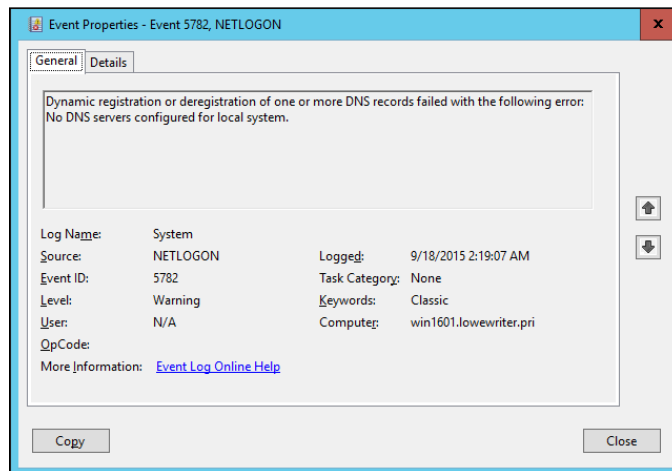 Event Properties - Event 5782, NETLOGON
x
General Details
Dynamic registration or deregistration of one or more DNS records failed with the following error:
No DNS servers configured for local system.
Log Name: System
Source: NETLOGON Logged: 9/18/2015 2:19:07 AM
Event ID: 5782 Task Category: None
Level: Warning Keywords: Classic
User: N/A Computer: win1601.lowewriter.pri
OpCode:
More Information: Event Log Online Help
Copy Close